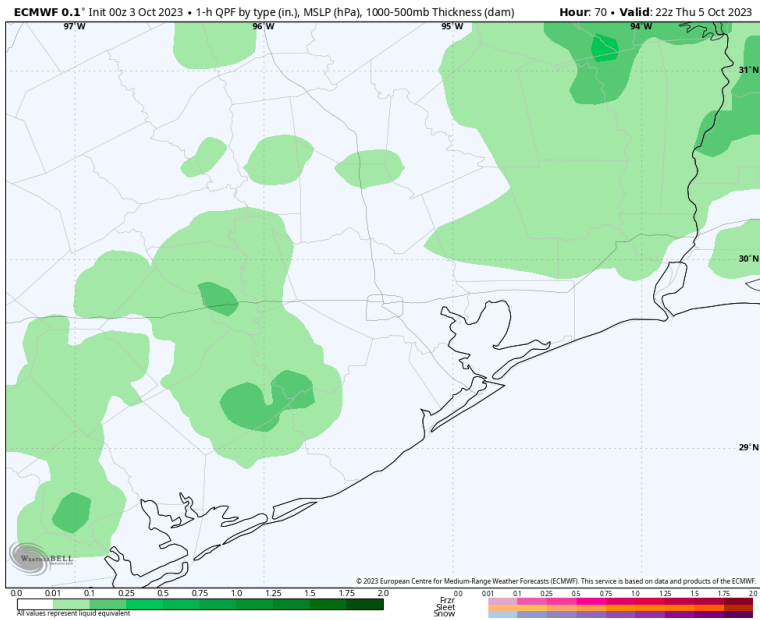 ECMWF 0.1° Init 00z 3 Oct 2023 • 1-h QPF by type (in.), MSLP (hPa), 1000-500mb Thickness (dam) Hour: 70 • Valid: 22z Thu 5 Oct 2023
97°W 96°W 95°W 94°W
31°N
30°N
29°N
WEATHERBELL
© 2023 European Centre for Medium-Range Weather Forecasts (ECMWF). This service is based on data and products of the ECMWF.
0.0 0.01 0.1 0.25 0.5 0.75 1.0 1.25 1.5 1.75 2.0 0.0 0.01 0.1 0.25 0.5 0.75 1.0 1.25 1.5 1.75 2.0
Frzr
Sleet
Snow
All values represent liquid equivalent